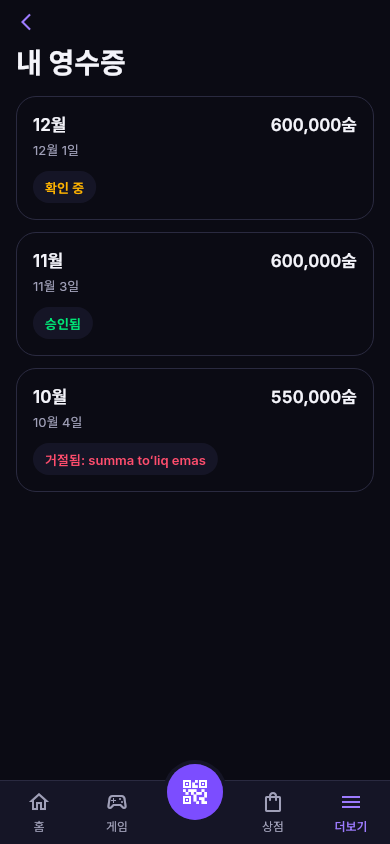 내 영수증
12월
600,000숨
12월 1일
확인 중
11월
600,000숨
11월 3일
승인됨
10월
550,000숨
10월 4일
거절됨: summa toʻliq emas
홈
게임
상점
더보기